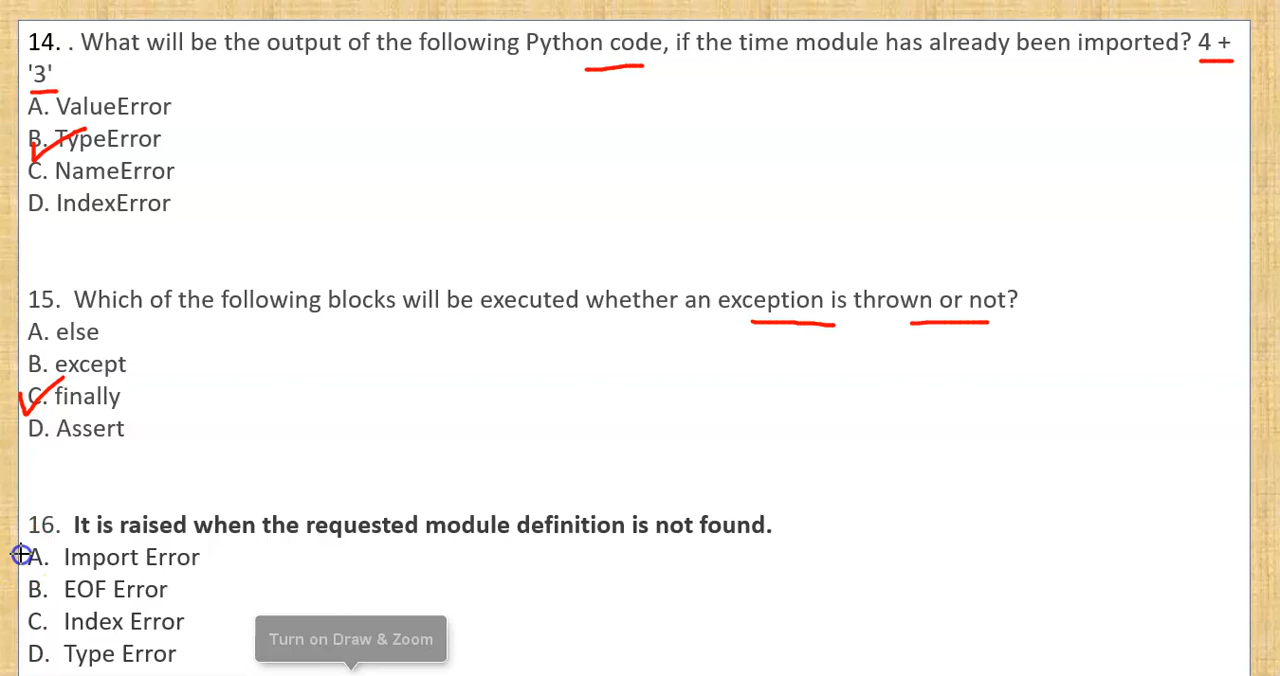 14. . What will be the output of the following Python code, if the time module has already been imported? 4 +
'3'
A. ValueError
B. TypeError
C. NameError
D. IndexError
15. Which of the following blocks will be executed whether an exception is thrown or not?
A. else
B. except
C. finally
D. Assert
16. It is raised when the requested module definition is not found.
A. Import Error
B. EOF Error
C. Index Error
D. Type Error
Turn on Draw & Zoom